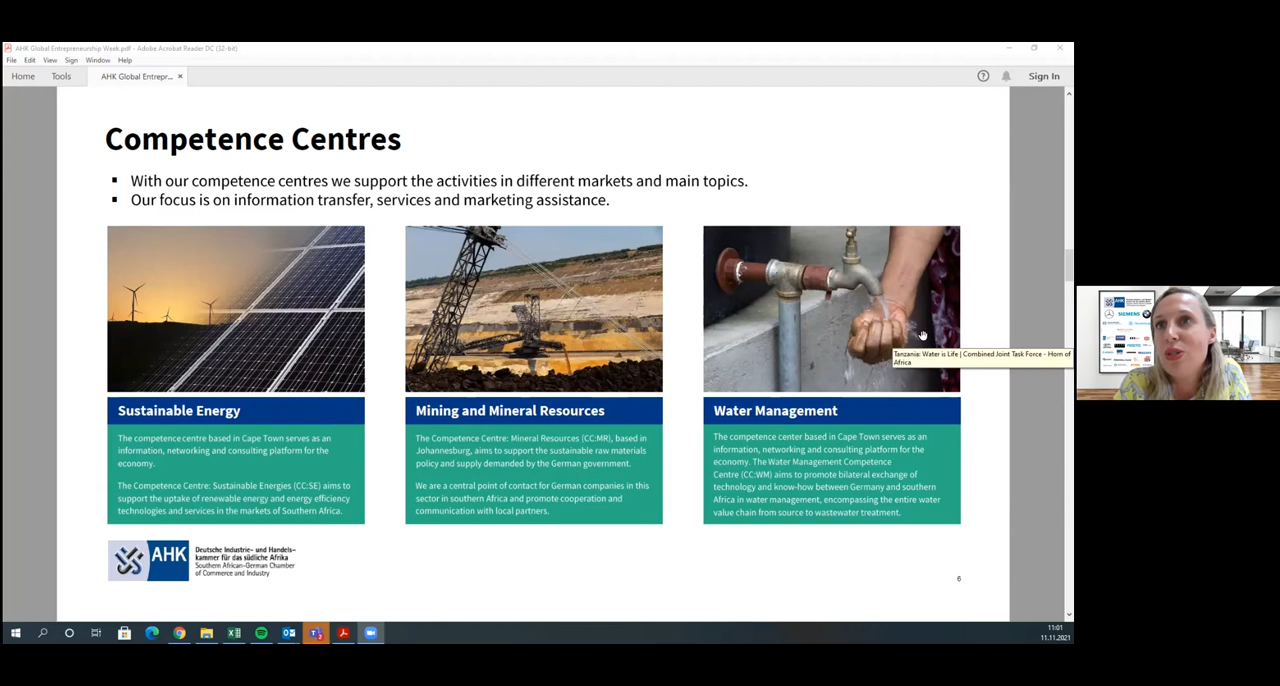 AHK Global Entrepreneurship Week.pdf - Adobe Acrobat Reader DC (32-bit)
File Edit View Sign Window Help
Home Tools AHK Global Entrepr... × Sign In
Competence Centres
▪ With our competence centres we support the activities in different markets and main topics.
▪ Our focus is on information transfer, services and marketing assistance.
Tanzania: Water is Life | Combined Joint Task Force - Horn of
Africa
Sustainable Energy
The competence centre based in Cape Town serves as an
information, networking and consulting platform for the
economy.
The Competence Centre: Sustainable Energies (CC:SE) aims to
support the uptake of renewable energy and energy efficiency
technologies and services in the markets of Southern Africa.
Mining and Mineral Resources
The Competence Centre: Mineral Resources (CC:MR), based in
Johannesburg, aims to support the sustainable raw materials
policy and supply demanded by the German government.
We are a central point of contact for German companies in this
sector in southern Africa and promote cooperation and
communication with local partners.
Water Management
The competence center based in Cape Town serves as an
information, networking and consulting platform for the
economy. The Water Management Competence
Centre (CC:WM) aims to promote bilateral exchange of
technology and know-how between Germany and southern
Africa in water management, encompassing the entire water
value chain from source to wastewater treatment.
AHK
Deutsche Industrie- und Handels-
kammer für das südliche Afrika
Southern African-German Chamber
of Commerce and Industry
6
AHK
SIEMENS
11:01
11.11.2021